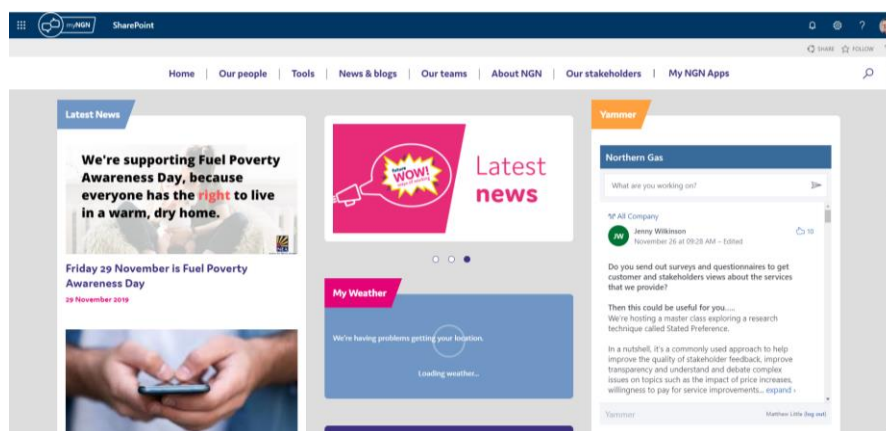 myNGN
SharePoint
SHARE
FOLLOW
Home
Our people
Tools
News & blogs
Our teams
About NGN
Our stakeholders
My NGN Apps
Latest News
We're supporting Fuel Poverty
Awareness Day, because
everyone has the right to live
in a warm, dry home.
Friday 29 November is Fuel Poverty
Awareness Day
29 November 2019
WOW!
Latest
news
My Weather
We're having problems getting your location.
Loading weather...
Yammer
Northern Gas
What are you working on?
All Company
JW
Jenny Wilkinson
10
November 26 at 09:28 AM – Edited
Do you send out surveys and questionnaires to get
customer and stakeholders views about the services
that we provide?
Then this could be useful for you.....
We're hosting a master class exploring a research
technique called Stated Preference.
In a nutshell, it's a commonly used approach to help
improve the quality of stakeholder feedback, improve
transparency and understand and debate complex
issues on topics such as the impact of price increases,
willingness to pay for service improvements... expand ›
Yammer
Matthew Little (log out)